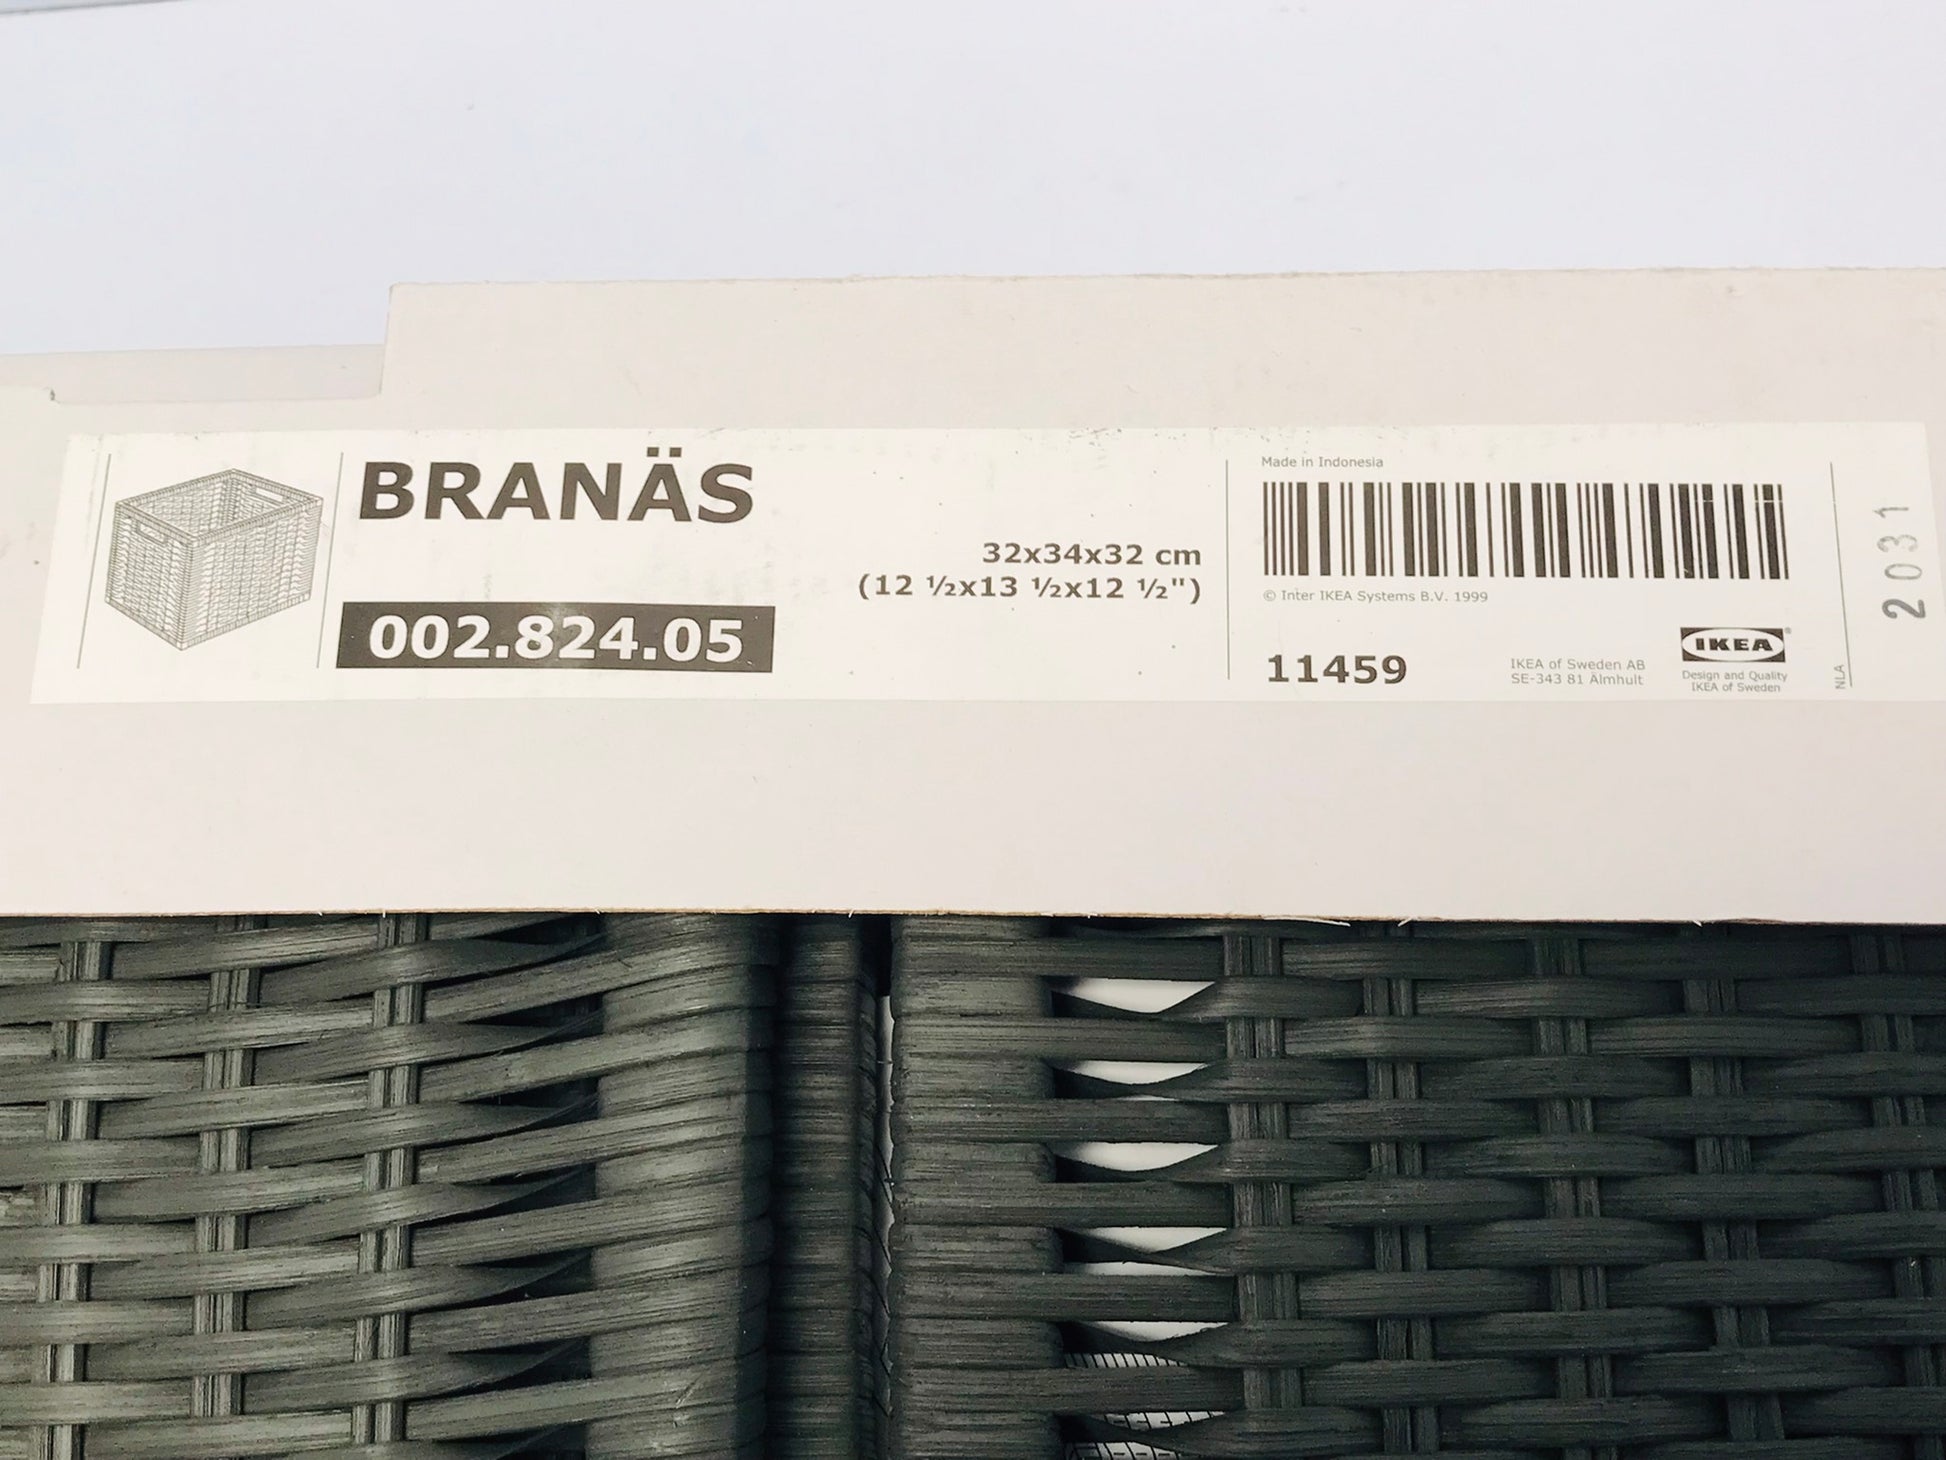 BRANÄS
32x34x32 cm
(12 ½x13 ½x12 ½")
002.824.05
Made in Indonesia
© Inter IKEA Systems B.V. 1999
11459
IKEA of Sweden AB
SE-343 81 Älmhult
IKEA®
Design and Quality
IKEA of Sweden
NLA
2031